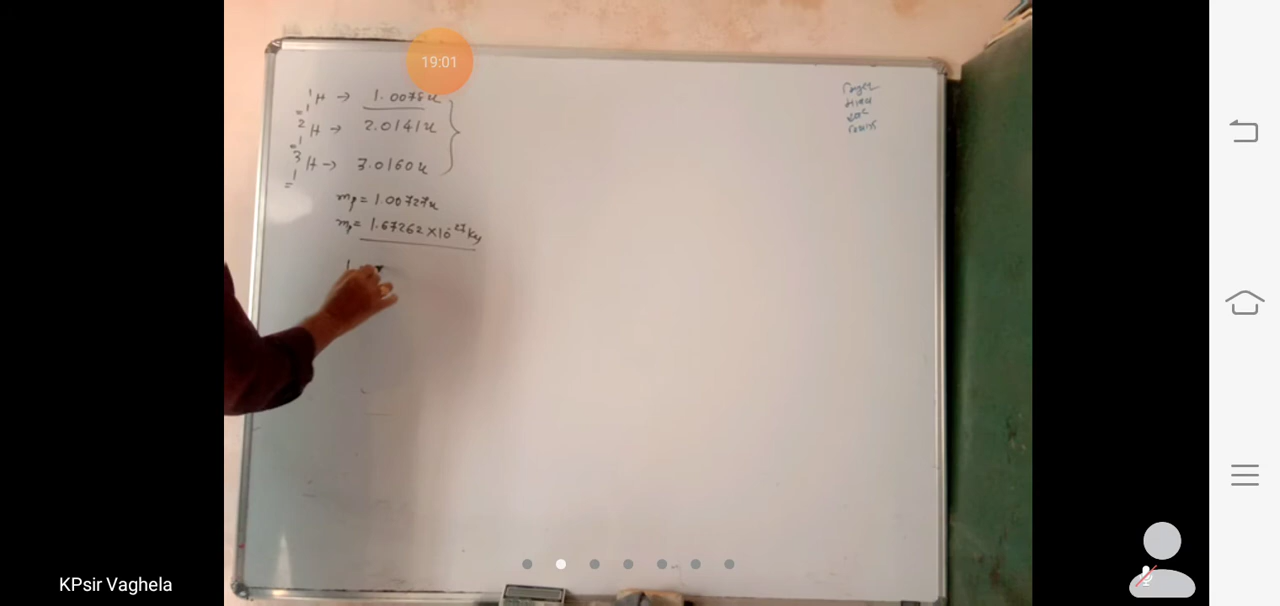 19:01
¹₁H → 1.0078u
²₁H → 2.0141u
³₁H → 3.0160u
mp = 1.00727u
mp = 1.67262 × 10⁻²⁷ kg
KPsir Vaghela